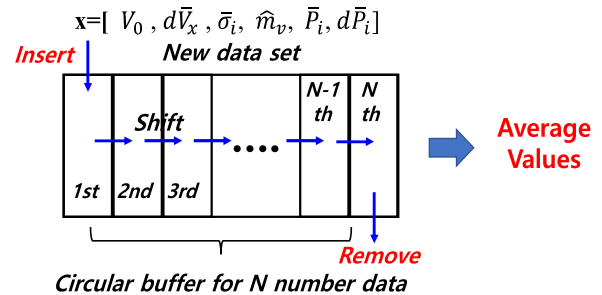 x=[ V₀ , dV̄ₓ , σ̄ᵢ , m̂ᵥ , P̄ᵢ , dP̄ᵢ]
Insert
New data set
N-1
th
N
th
Shift
....
1st
2nd
3rd
Average
Values
Remove
Circular buffer for N number data